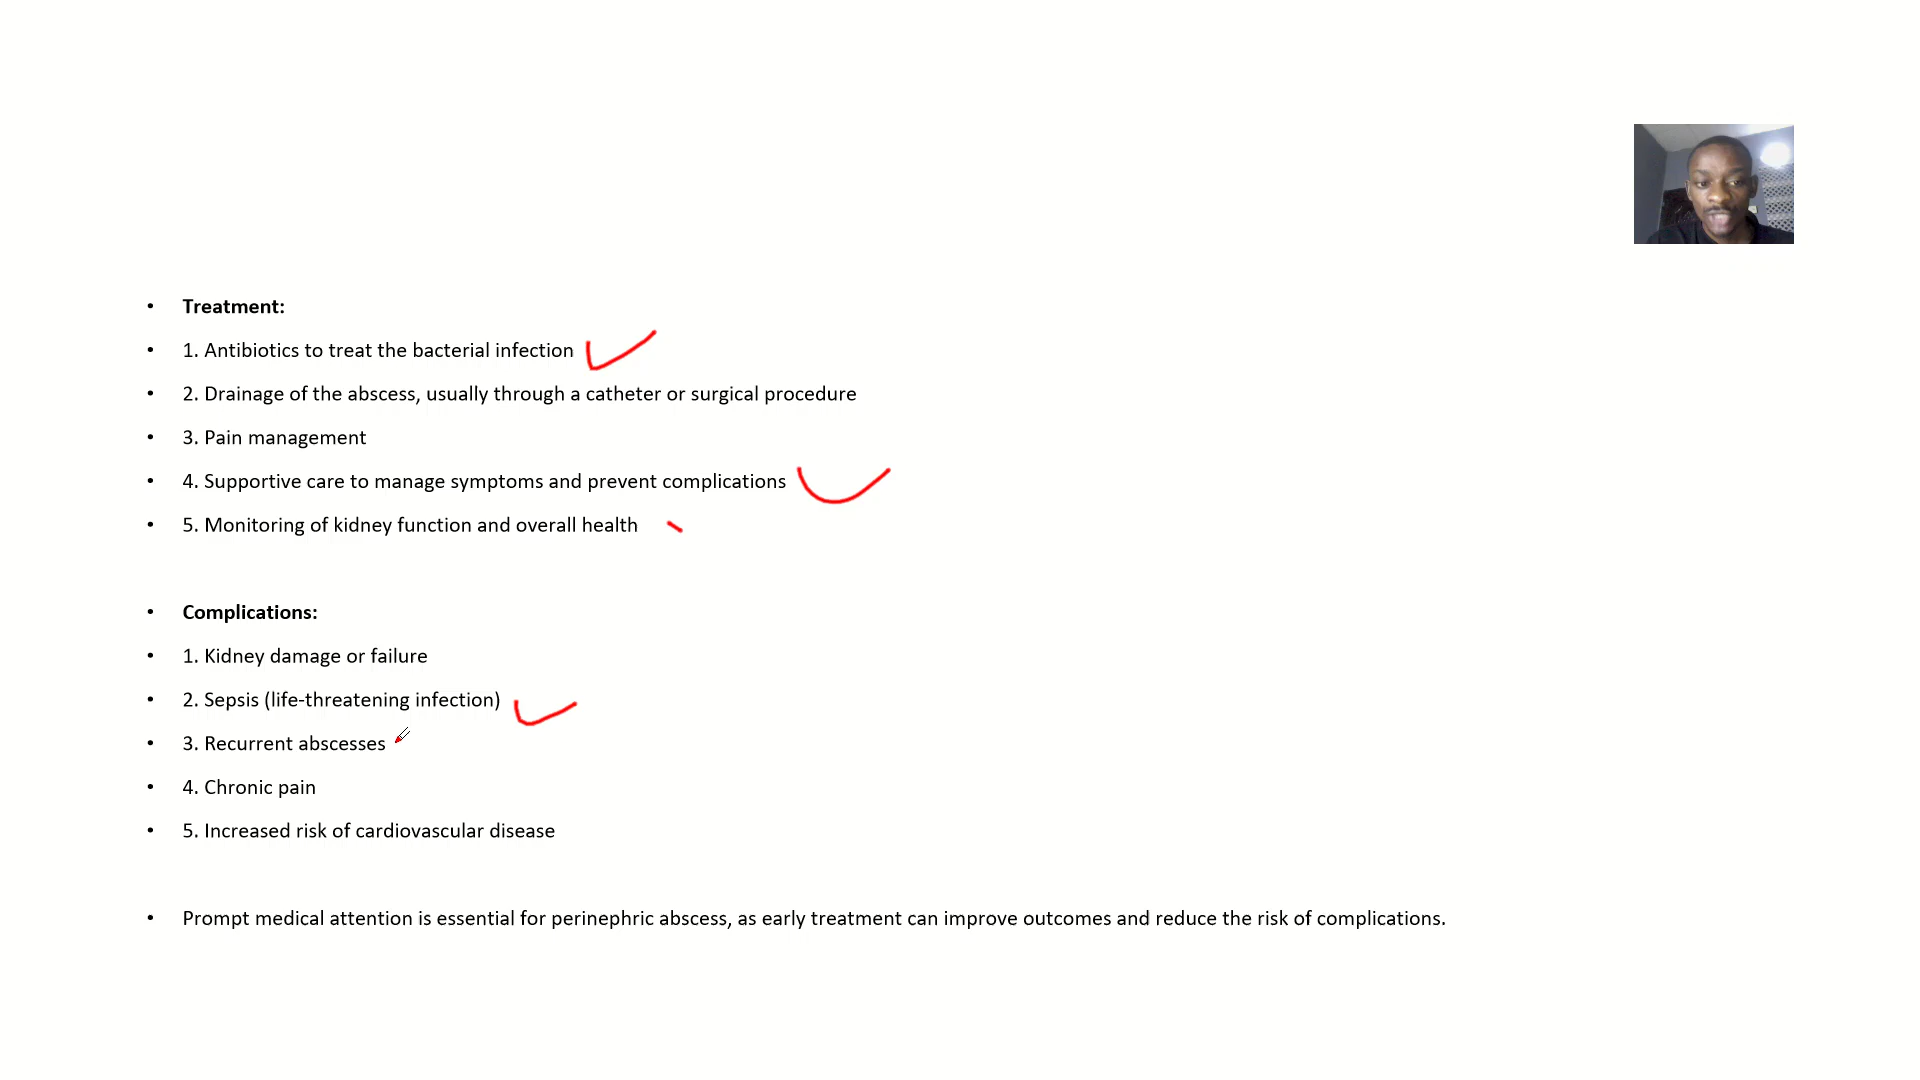 • Treatment:
• 1. Antibiotics to treat the bacterial infection
• 2. Drainage of the abscess, usually through a catheter or surgical procedure
• 3. Pain management
• 4. Supportive care to manage symptoms and prevent complications
• 5. Monitoring of kidney function and overall health
• Complications:
• 1. Kidney damage or failure
• 2. Sepsis (life-threatening infection)
• 3. Recurrent abscesses
• 4. Chronic pain
• 5. Increased risk of cardiovascular disease
• Prompt medical attention is essential for perinephric abscess, as early treatment can improve outcomes and reduce the risk of complications.